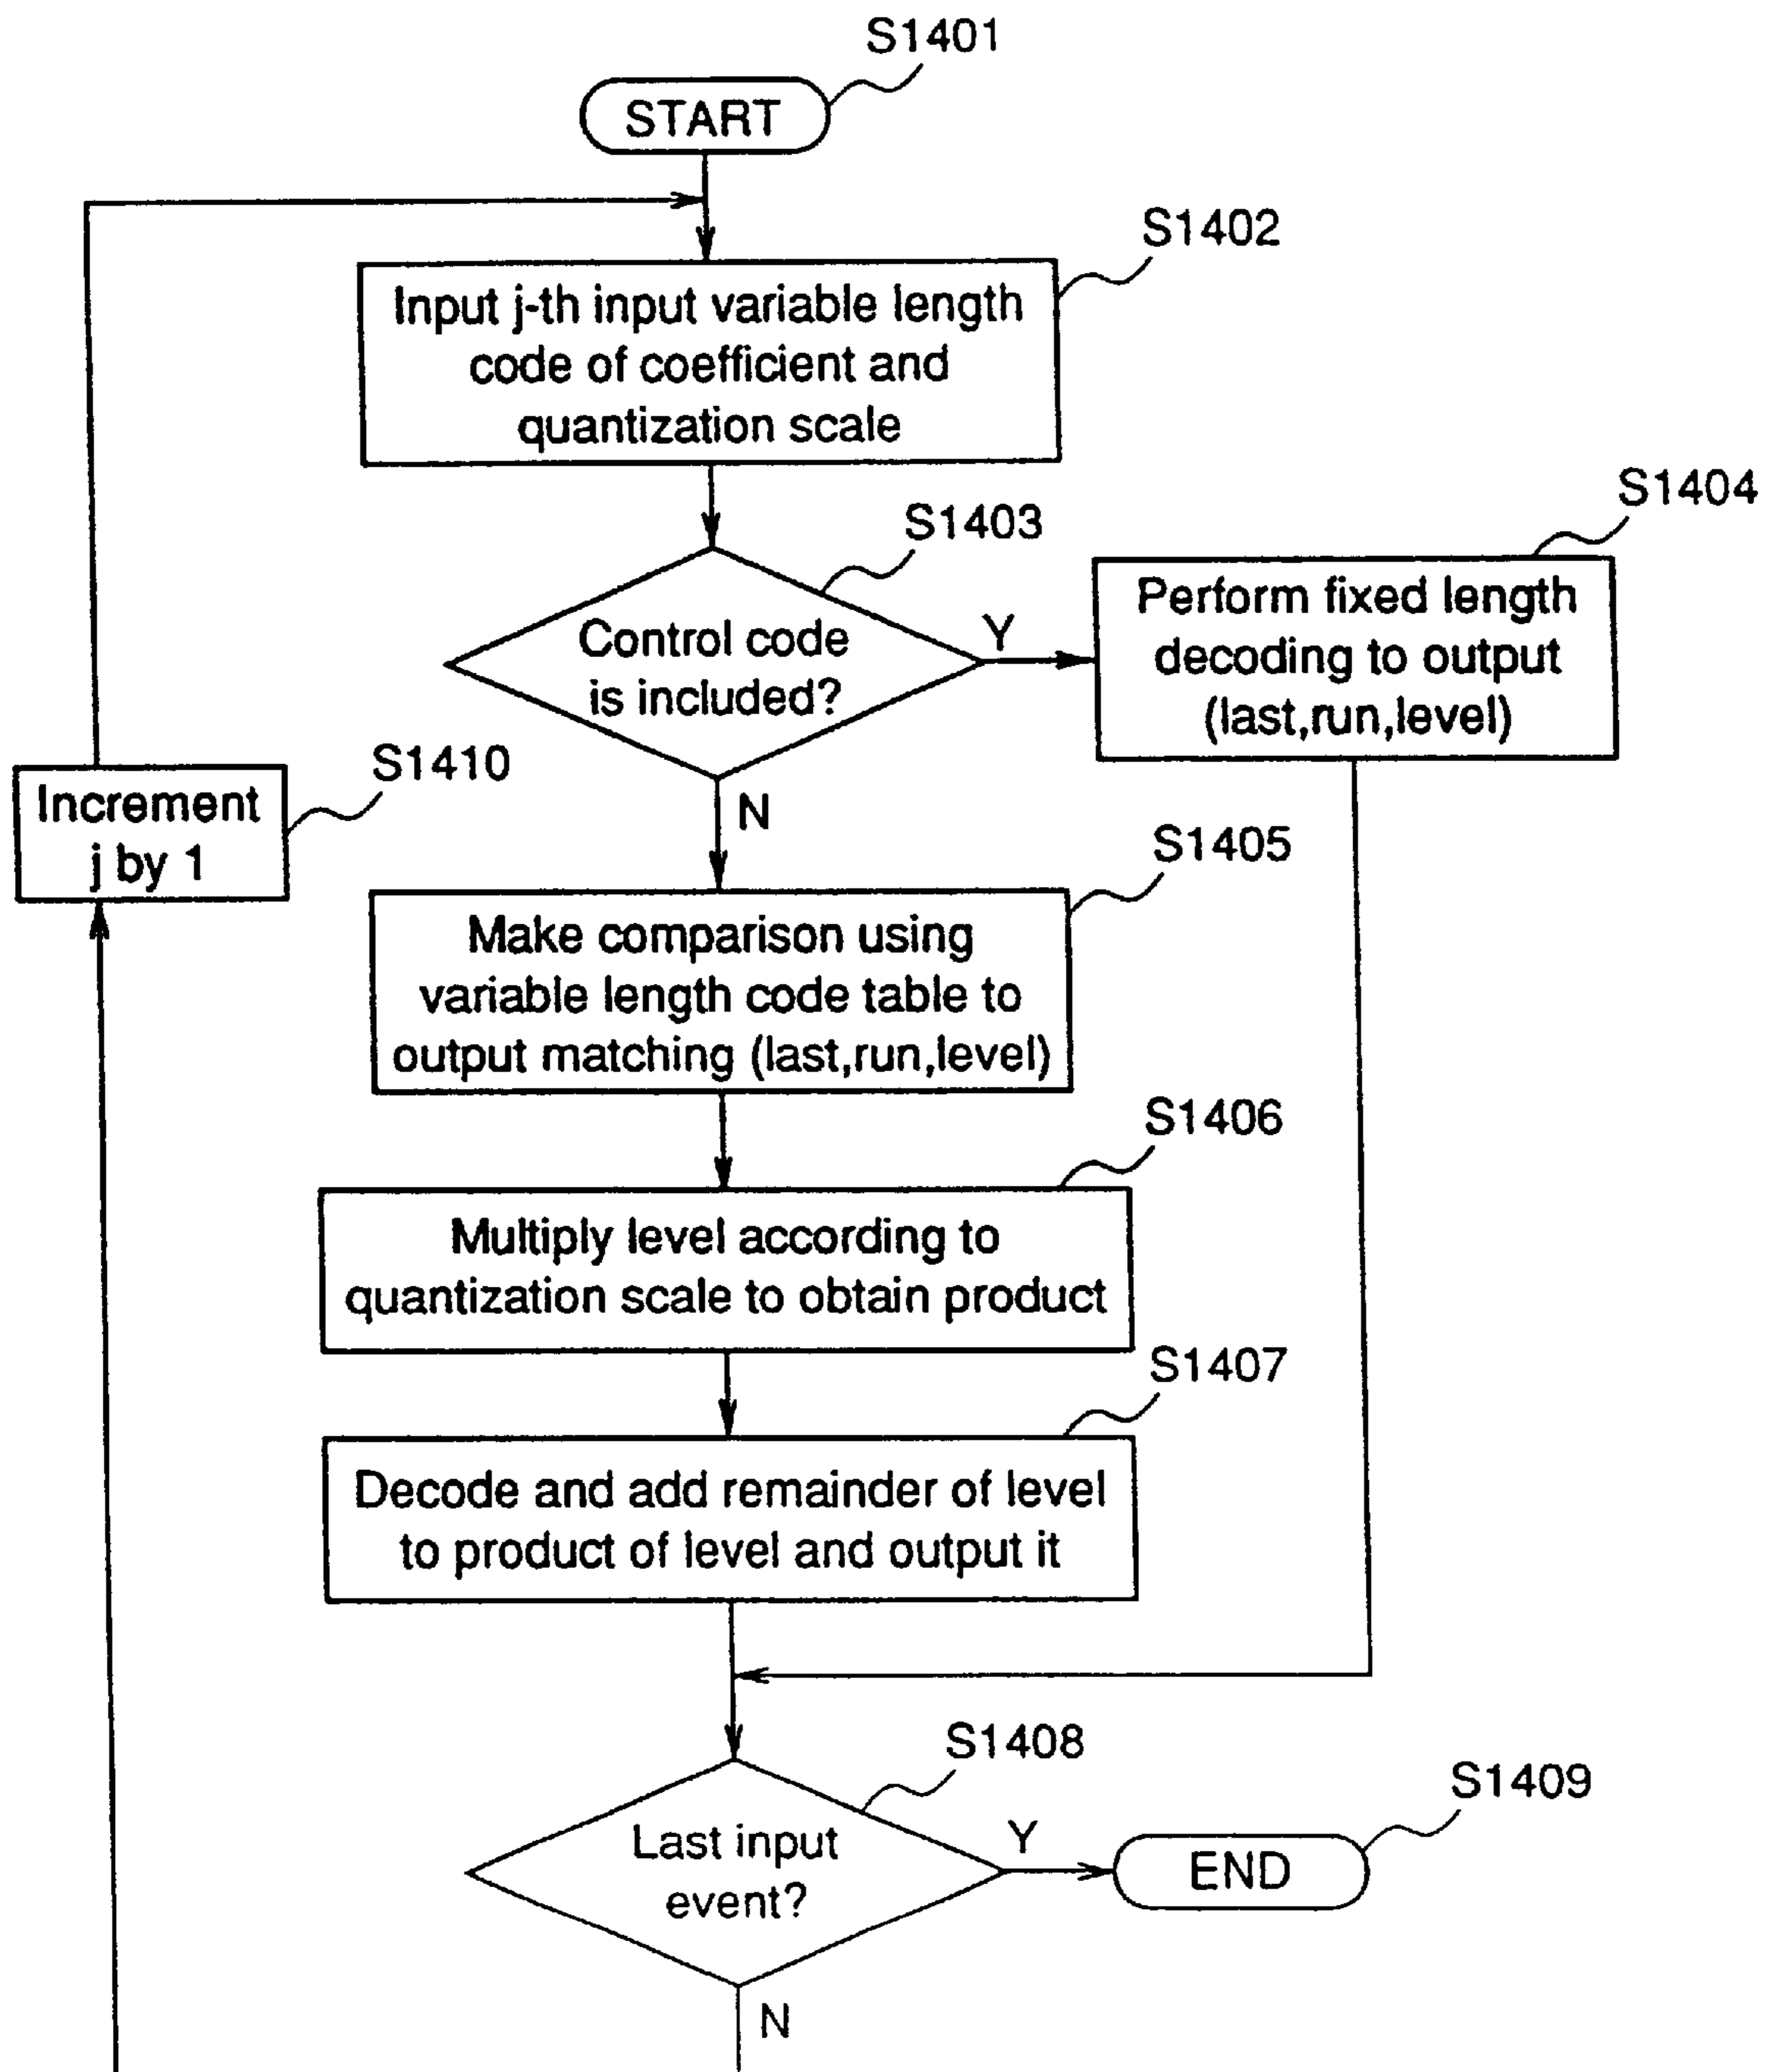 S1401
START
S1402
Input j-th input variable length
code of coefficient and
quantization scale
S1403
S1404
Control code
is included?
Y
Perform fixed length
decoding to output
(last,run,level)
N
S1410
Increment
j by 1
S1405
Make comparison using
variable length code table to
output matching (last,run,level)
S1406
Multiply level according to
quantization scale to obtain product
S1407
Decode and add remainder of level
to product of level and output it
S1408
Last input
event?
Y
S1409
END
N